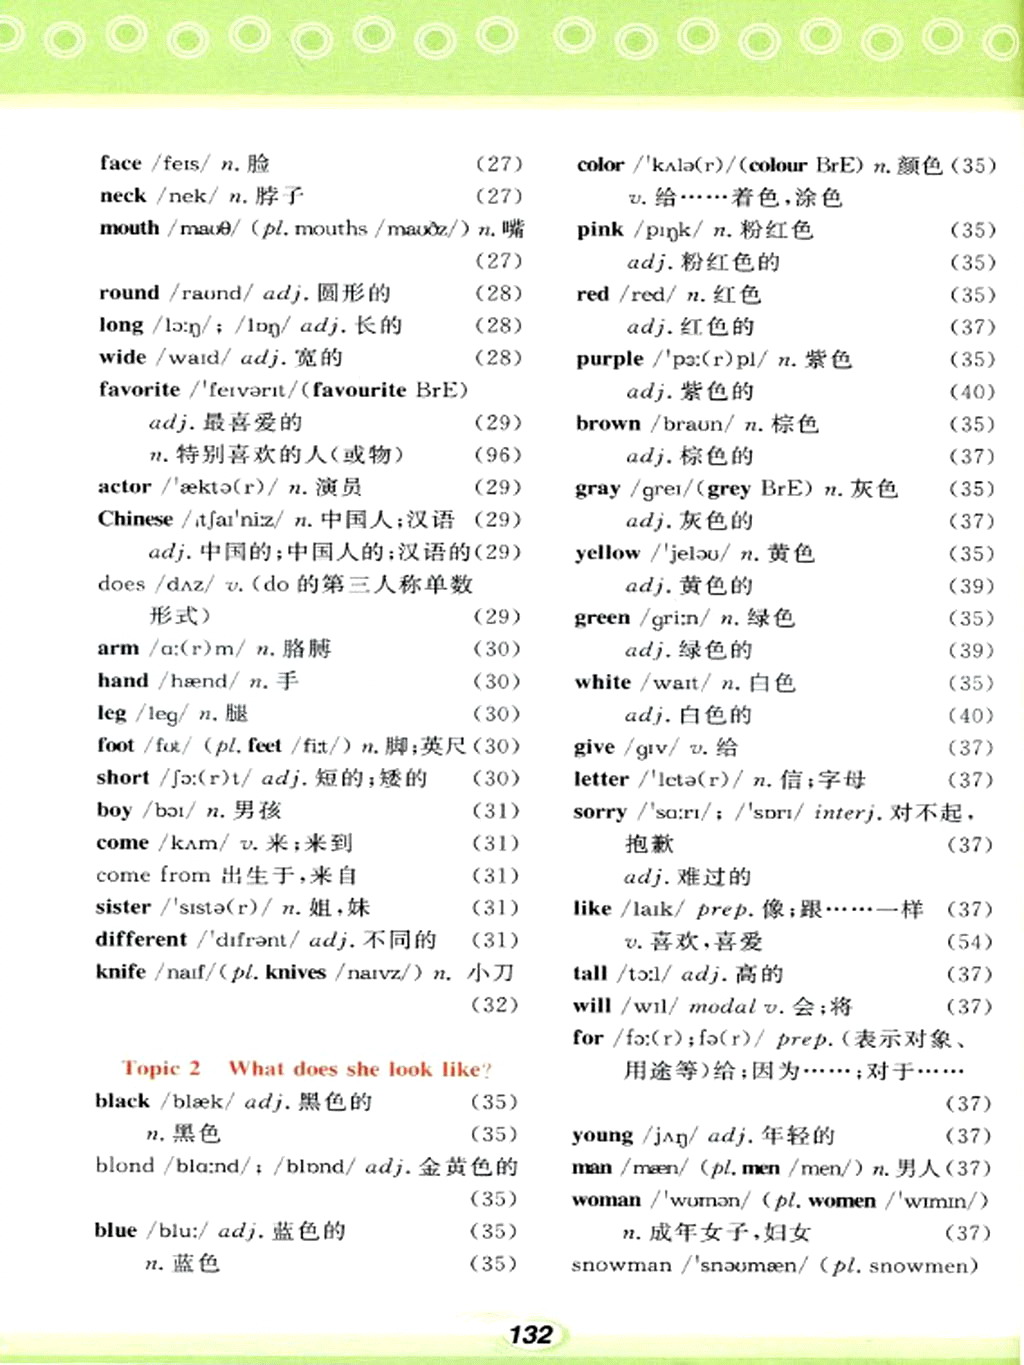 face /feɪs/ n. 脸 (27)
neck /nek/ n. 脖子 (27)
mouth /maʊθ/ (pl. mouths /maʊðz/) n. 嘴
(27)
round /raʊnd/ adj. 圆形的 (28)
long /lɔːŋ/; /lɒŋ/ adj. 长的 (28)
wide /waɪd/ adj. 宽的 (28)
favorite /'feɪvərɪt/(favourite BrE)
adj. 最喜爱的 (29)
n. 特别喜欢的人(或物) (96)
actor /'æktə(r)/ n. 演员 (29)
Chinese /ˌtʃaɪ'niːz/ n. 中国人;汉语 (29)
adj. 中国的;中国人的;汉语的(29)
does /dʌz/ v. (do 的第三人称单数
形式) (29)
arm /ɑː(r)m/ n. 胳膊 (30)
hand /hænd/ n. 手 (30)
leg /leg/ n. 腿 (30)
foot /fʊt/ (pl. feet /fiːt/) n. 脚;英尺(30)
short /ʃɔː(r)t/ adj. 短的;矮的 (30)
boy /bɔɪ/ n. 男孩 (31)
come /kʌm/ v. 来;来到 (31)
come from 出生于,来自 (31)
sister /'sɪstə(r)/ n. 姐,妹 (31)
different /'dɪfrənt/ adj. 不同的 (31)
knife /naɪf/(pl. knives /naɪvz/) n. 小刀
(32)
Topic 2 What does she look like?
black /blæk/ adj. 黑色的 (35)
n. 黑色 (35)
blond /blɑːnd/; /blɒnd/ adj. 金黄色的
(35)
blue /bluː/ adj. 蓝色的 (35)
n. 蓝色 (35)
color /'kʌlə(r)/(colour BrE) n. 颜色(35)
v. 给……着色,涂色
pink /pɪŋk/ n. 粉红色 (35)
adj. 粉红色的 (35)
red /red/ n. 红色 (35)
adj. 红色的 (37)
purple /'pɜː(r)pl/ n. 紫色 (35)
adj. 紫色的 (40)
brown /braʊn/ n. 棕色 (35)
adj. 棕色的 (37)
gray /greɪ/(grey BrE) n. 灰色 (35)
adj. 灰色的 (37)
yellow /'jeləʊ/ n. 黄色 (35)
adj. 黄色的 (39)
green /griːn/ n. 绿色 (35)
adj. 绿色的 (39)
white /waɪt/ n. 白色 (35)
adj. 白色的 (40)
give /gɪv/ v. 给 (37)
letter /'letə(r)/ n. 信;字母 (37)
sorry /'sɑːrɪ/; /'sɒrɪ/ interj. 对不起,
抱歉 (37)
adj. 难过的
like /laɪk/ prep. 像;跟……一样 (37)
v. 喜欢,喜爱 (54)
tall /tɔːl/ adj. 高的 (37)
will /wɪl/ modal v. 会;将 (37)
for /fɔː(r);fə(r)/ prep. (表示对象、
用途等)给;因为……;对于……
(37)
young /jʌŋ/ adj. 年轻的 (37)
man /mæn/ (pl. men /men/) n. 男人(37)
woman /'wʊmən/ (pl. women /'wɪmɪn/)
n. 成年女子,妇女 (37)
snowman /'snəʊmæn/ (pl. snowmen)
132